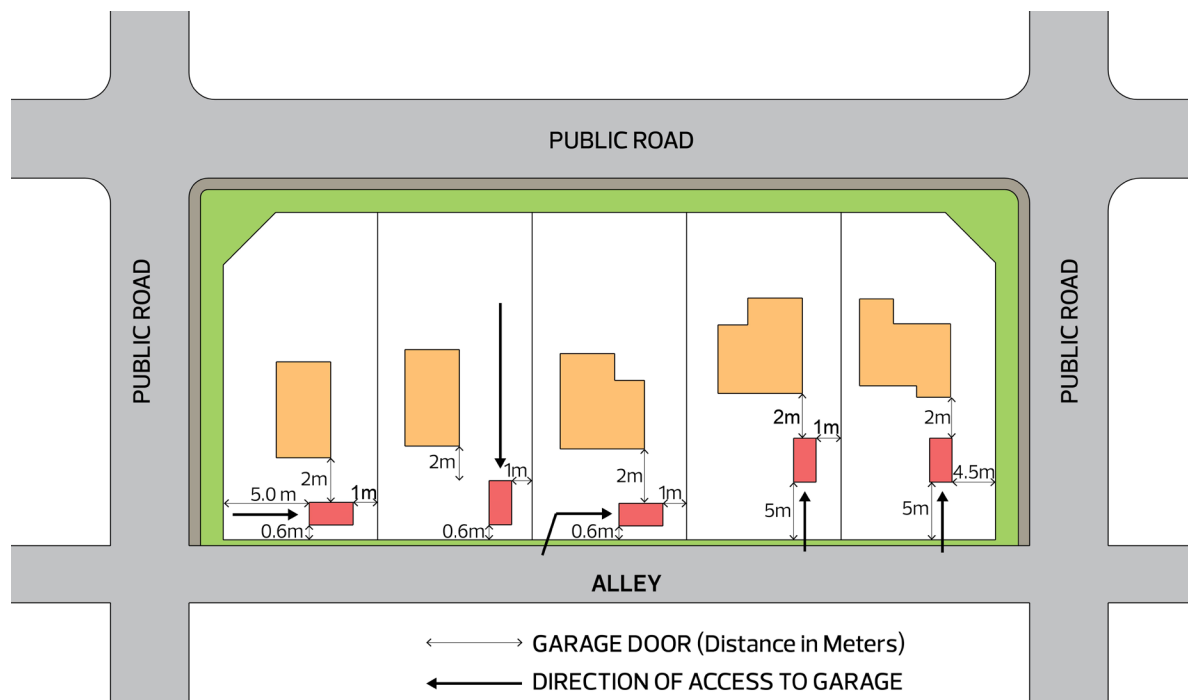 PUBLIC ROAD
PUBLIC ROAD
PUBLIC ROAD
2m
1m
2m
2m
1m
2m
2m
1m
5.0 m
1m
4.5m
5m
5m
0.6m
0.6m
0.6m
ALLEY
GARAGE DOOR (Distance in Meters)
DIRECTION OF ACCESS TO GARAGE